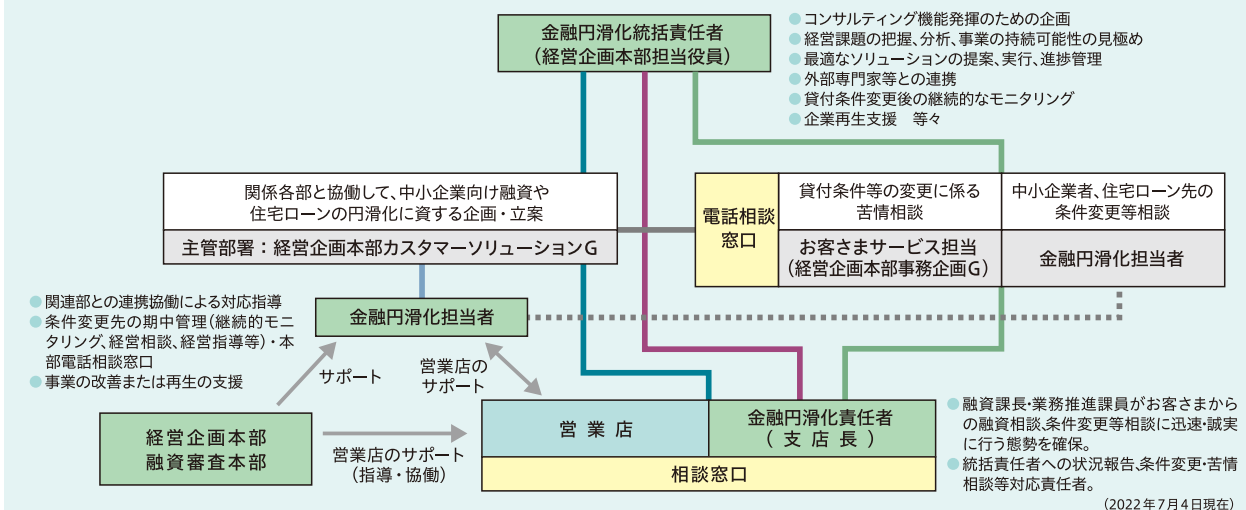 金融円滑化統括責任者
（経営企画本部担当役員）
● コンサルティング機能発揮のための企画
● 経営課題の把握、分析、事業の持続可能性の見極め
● 最適なソリューションの提案、実行、進捗管理
● 外部専門家等との連携
● 貸付条件変更後の継続的なモニタリング
● 企業再生支援　等々
関係各部と協働して、中小企業向け融資や
住宅ローンの円滑化に資する企画・立案
主管部署：経営企画本部カスタマーソリューションG
電話相談
窓口
貸付条件等の変更に係る
苦情相談
お客さまサービス担当
（経営企画本部事務企画G）
中小企業者、住宅ローン先の
条件変更等相談
金融円滑化担当者
● 関連部との連携協働による対応指導
● 条件変更先の期中管理（継続的モニ
タリング、経営相談、経営指導等）・本
部電話相談窓口
● 事業の改善または再生の支援
金融円滑化担当者
サポート
営業店の
サポート
経営企画本部
融資審査本部
営業店のサポート
（指導・協働）
営業店
金融円滑化責任者
（支店長）
相談窓口
● 融資課長・業務推進課員がお客さまから
の融資相談、条件変更等相談に迅速・誠実
に行う態勢を確保。
● 統括責任者への状況報告、条件変更・苦情
相談等対応責任者。
（2022年7月4日現在）